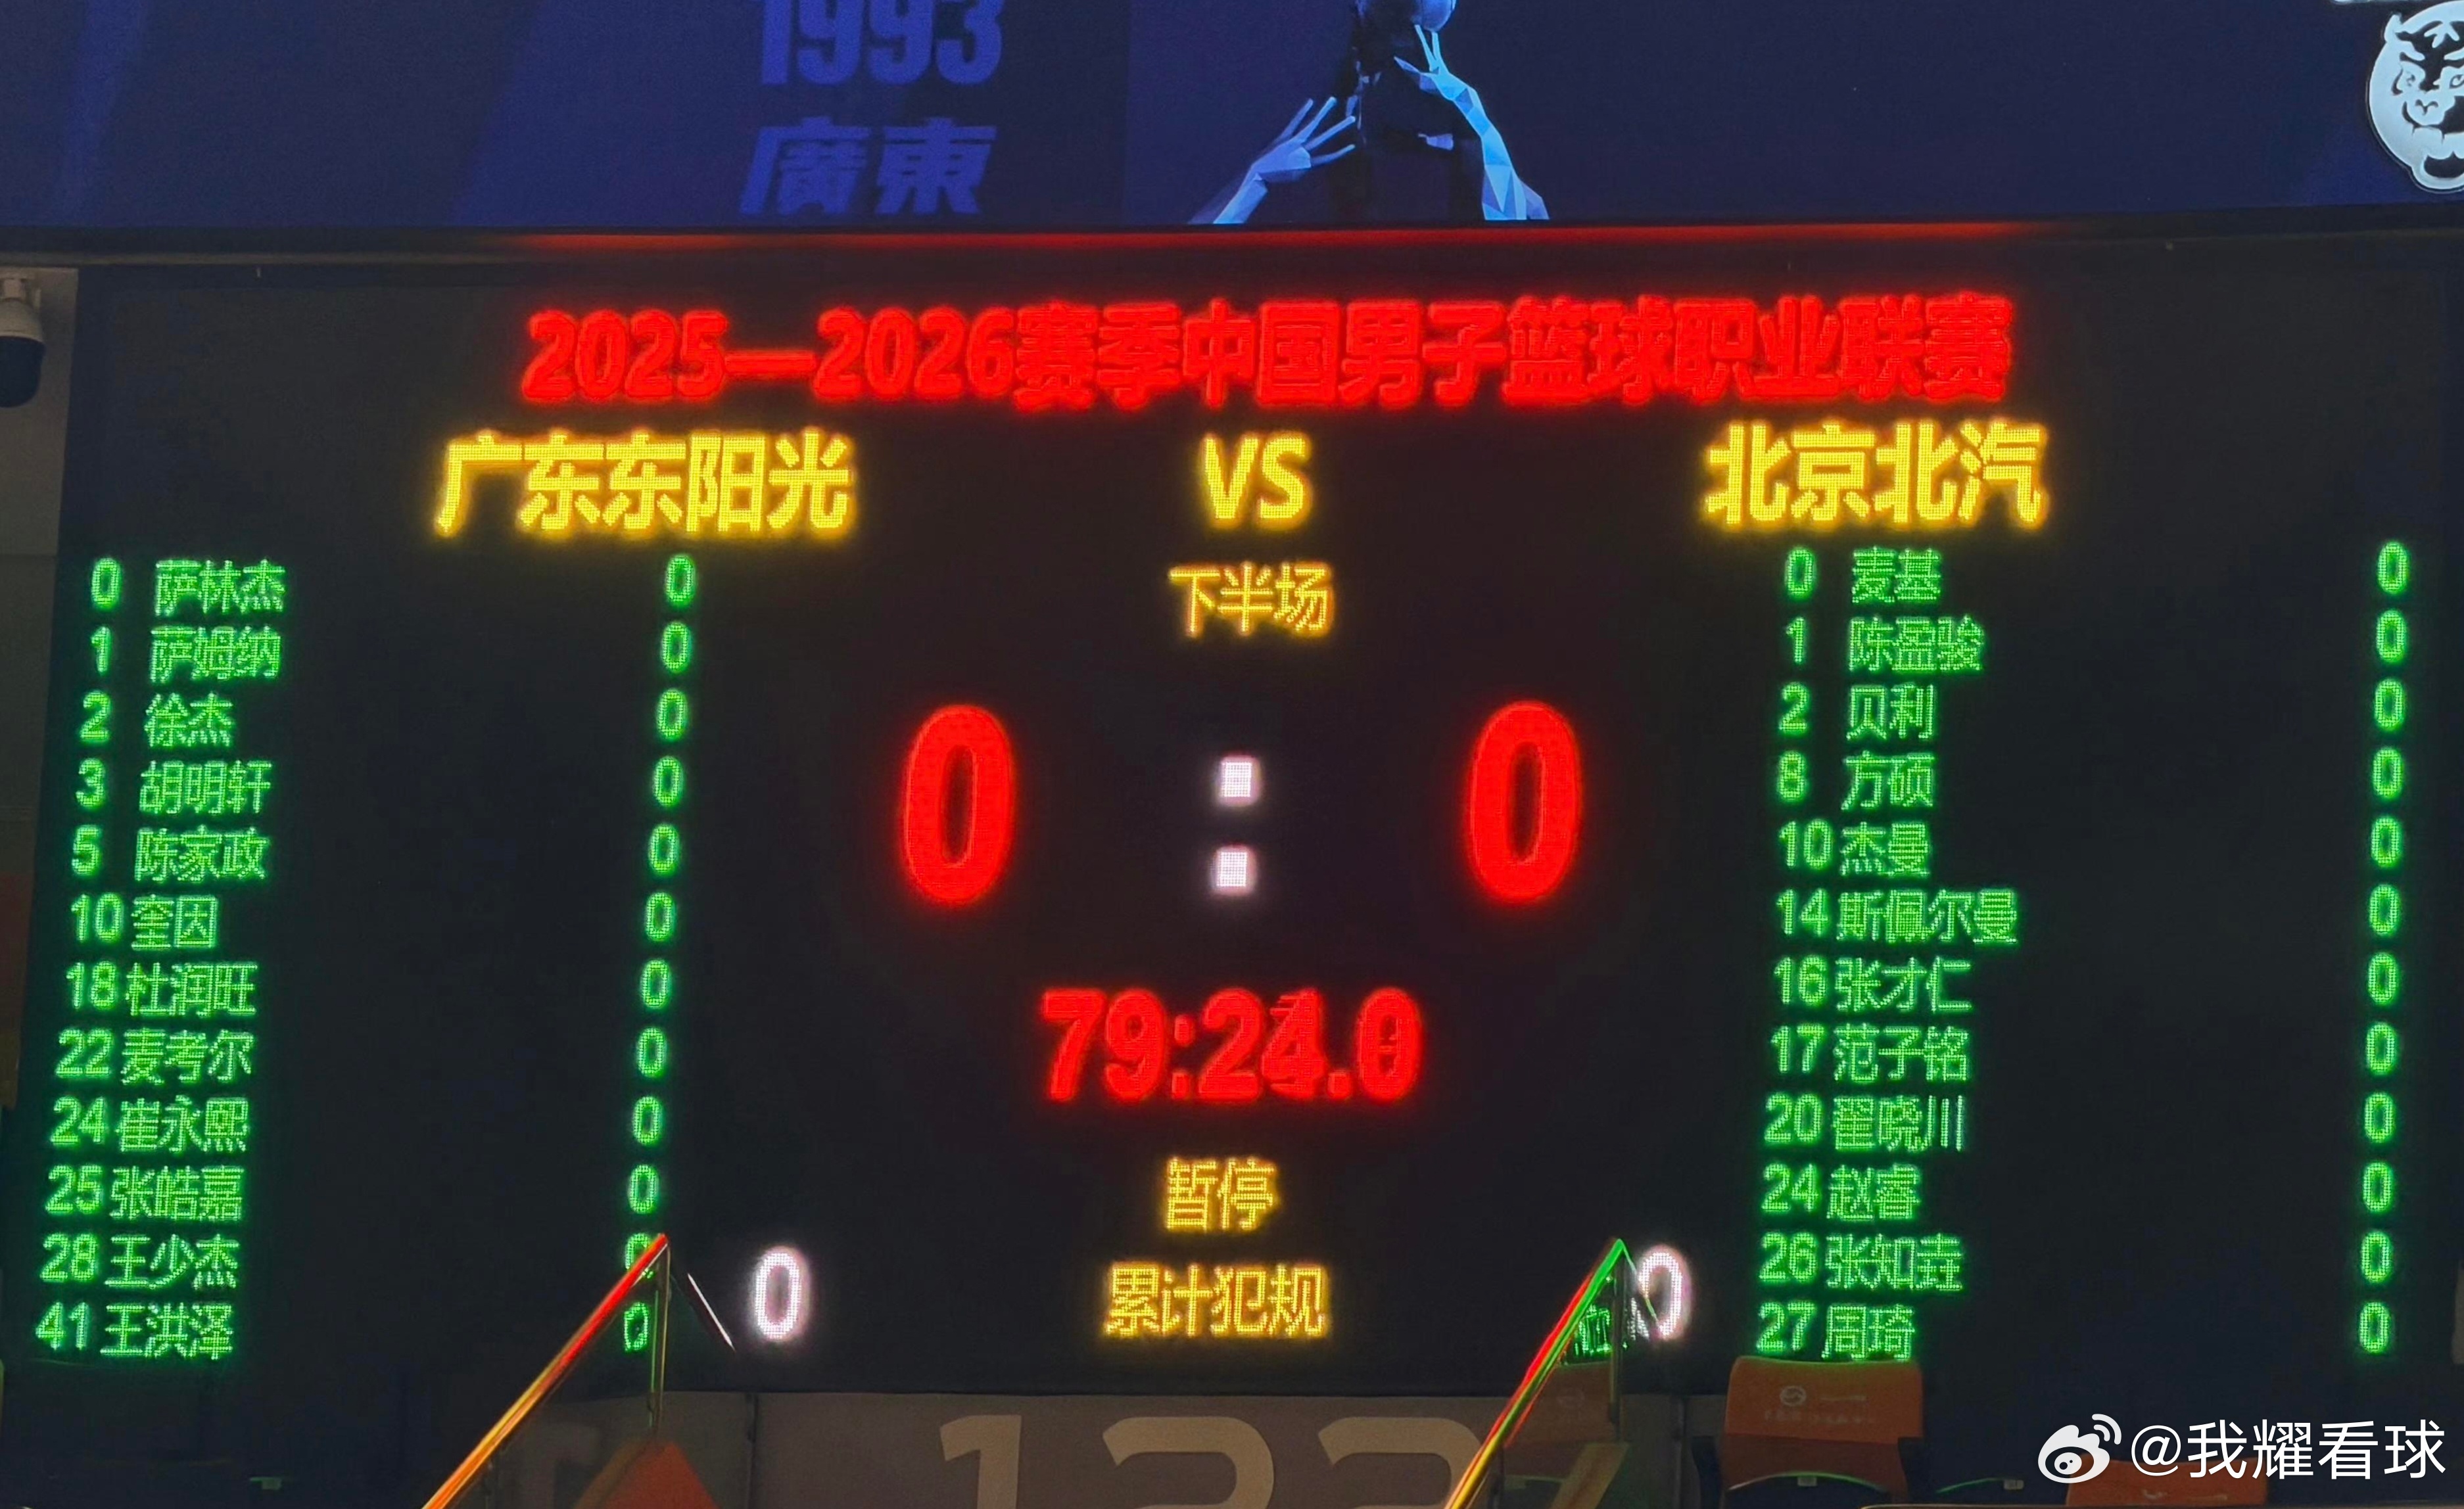 1993
廣東
2025—2026赛季中国男子篮球职业联赛
广东东阳光 VS 北京北汽
下半场
0 萨林杰 0
1 萨姆纳 0
2 徐杰 0
3 胡明轩 0
5 陈家政 0
10 奎因 0
18 杜润旺 0
22 麦考尔 0
24 崔永熙 0
25 张皓嘉 0
28 王少杰 0
41 王洪泽 0
0 : 0
暂停
0 累计犯规 0
0 麦基 0
1 陈盈骏 0
2 贝利 0
8 方硕 0
10 杰曼 0
14 斯佩尔曼 0
16 张才仁 0
17 范子铭 0
20 翟晓川 0
24 赵睿 0
26 张知垚 0
27 周琦 0
@我耀看球